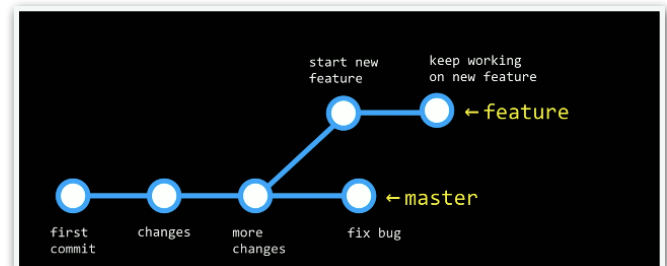 start new
feature
keep working
on new feature
←feature
←master
first
commit
changes
more
changes
fix bug